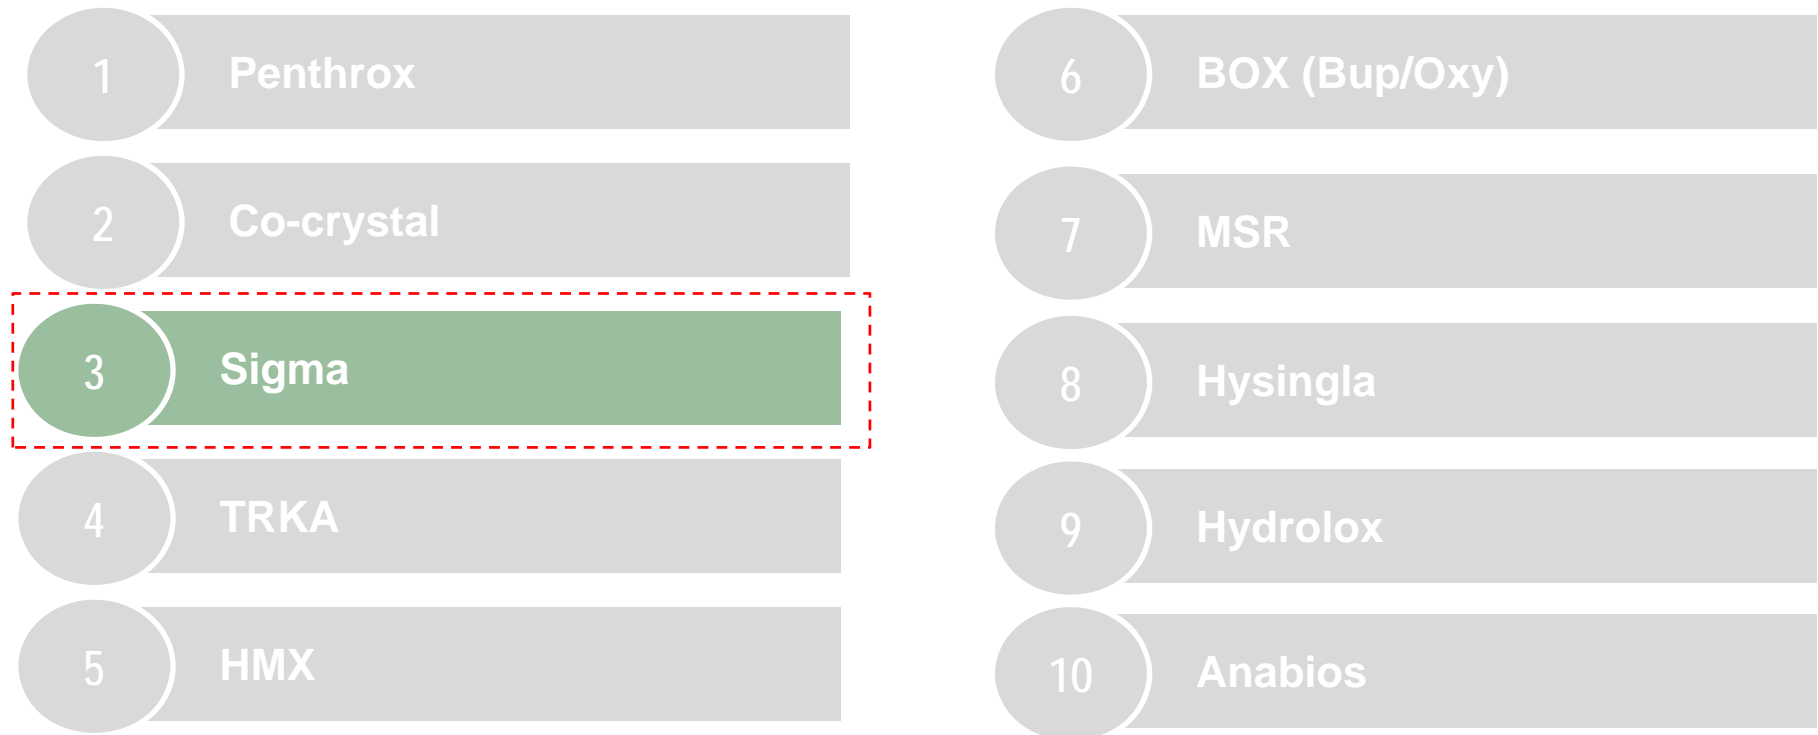 1 Penthrox
2 Co-crystal
3 Sigma
4 TRKA
5 HMX
6 BOX (Bup/Oxy)
7 MSR
8 Hysingla
9 Hydrolox
10 Anabios